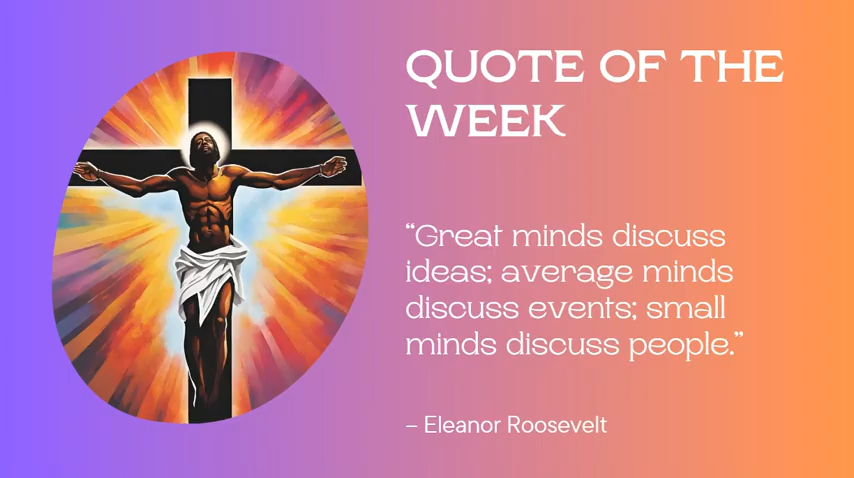 QUOTE OF THE
WEEK
“Great minds discuss
ideas; average minds
discuss events; small
minds discuss people.”
– Eleanor Roosevelt